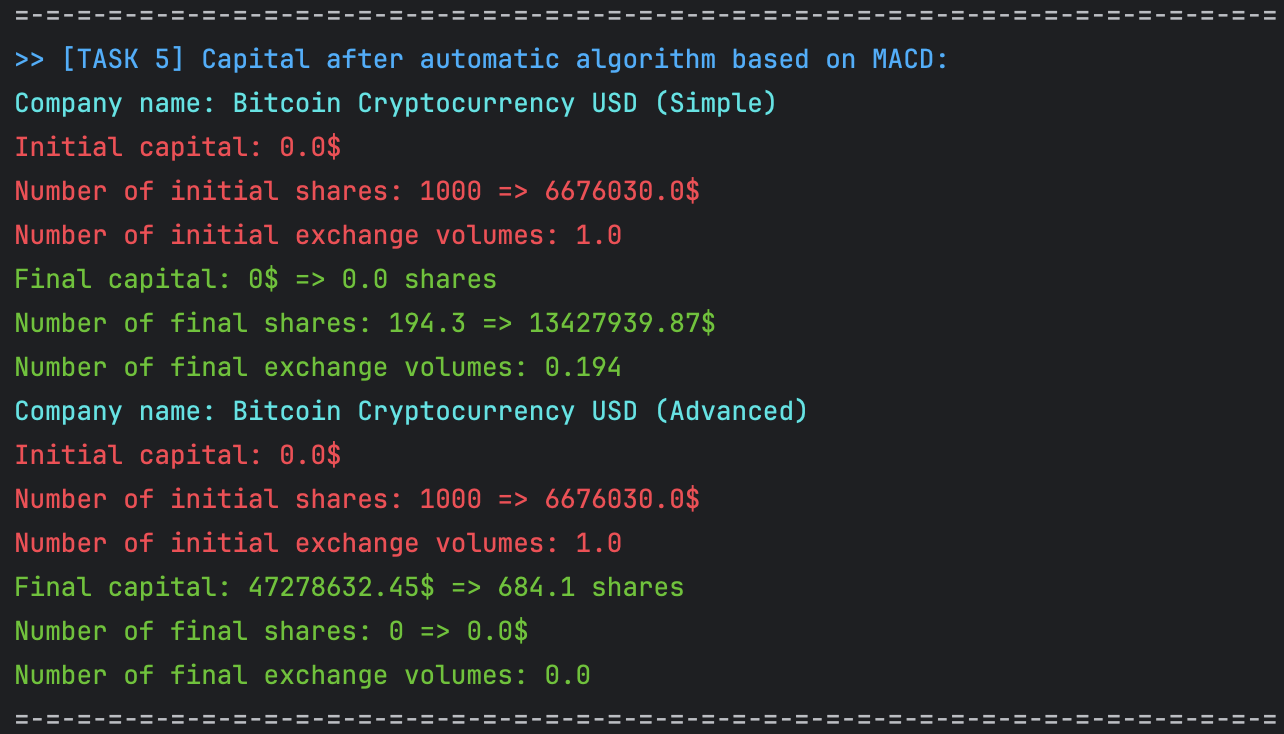 =-=-=-=-=-=-=-=-=-=-=-=-=-=-=-=-=-=-=-=-=-=-=-=-=-=-=-=-=-=-=-=-=-=-=-=-=-=-=-=-=-=
>> [TASK 5] Capital after automatic algorithm based on MACD:
Company name: Bitcoin Cryptocurrency USD (Simple)
Initial capital: 0.0$
Number of initial shares: 1000 => 6676030.0$
Number of initial exchange volumes: 1.0
Final capital: 0$ => 0.0 shares
Number of final shares: 194.3 => 13427939.87$
Number of final exchange volumes: 0.194
Company name: Bitcoin Cryptocurrency USD (Advanced)
Initial capital: 0.0$
Number of initial shares: 1000 => 6676030.0$
Number of initial exchange volumes: 1.0
Final capital: 47278632.45$ => 684.1 shares
Number of final shares: 0 => 0.0$
Number of final exchange volumes: 0.0
=-=-=-=-=-=-=-=-=-=-=-=-=-=-=-=-=-=-=-=-=-=-=-=-=-=-=-=-=-=-=-=-=-=-=-=-=-=-=-=-=-=